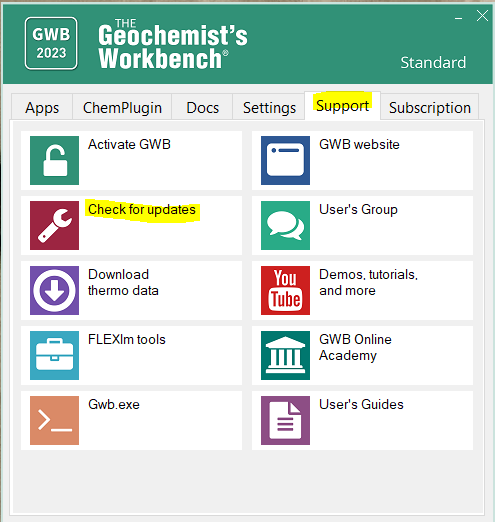 GWB
2023
THE
Geochemist's
Workbench®
Standard
Apps
ChemPlugin
Docs
Settings
Support
Subscription
Activate GWB
GWB website
Check for updates
User's Group
Download
thermo data
You
Tube
Demos, tutorials,
and more
FLEXlm tools
GWB Online
Academy
Gwb.exe
User's Guides